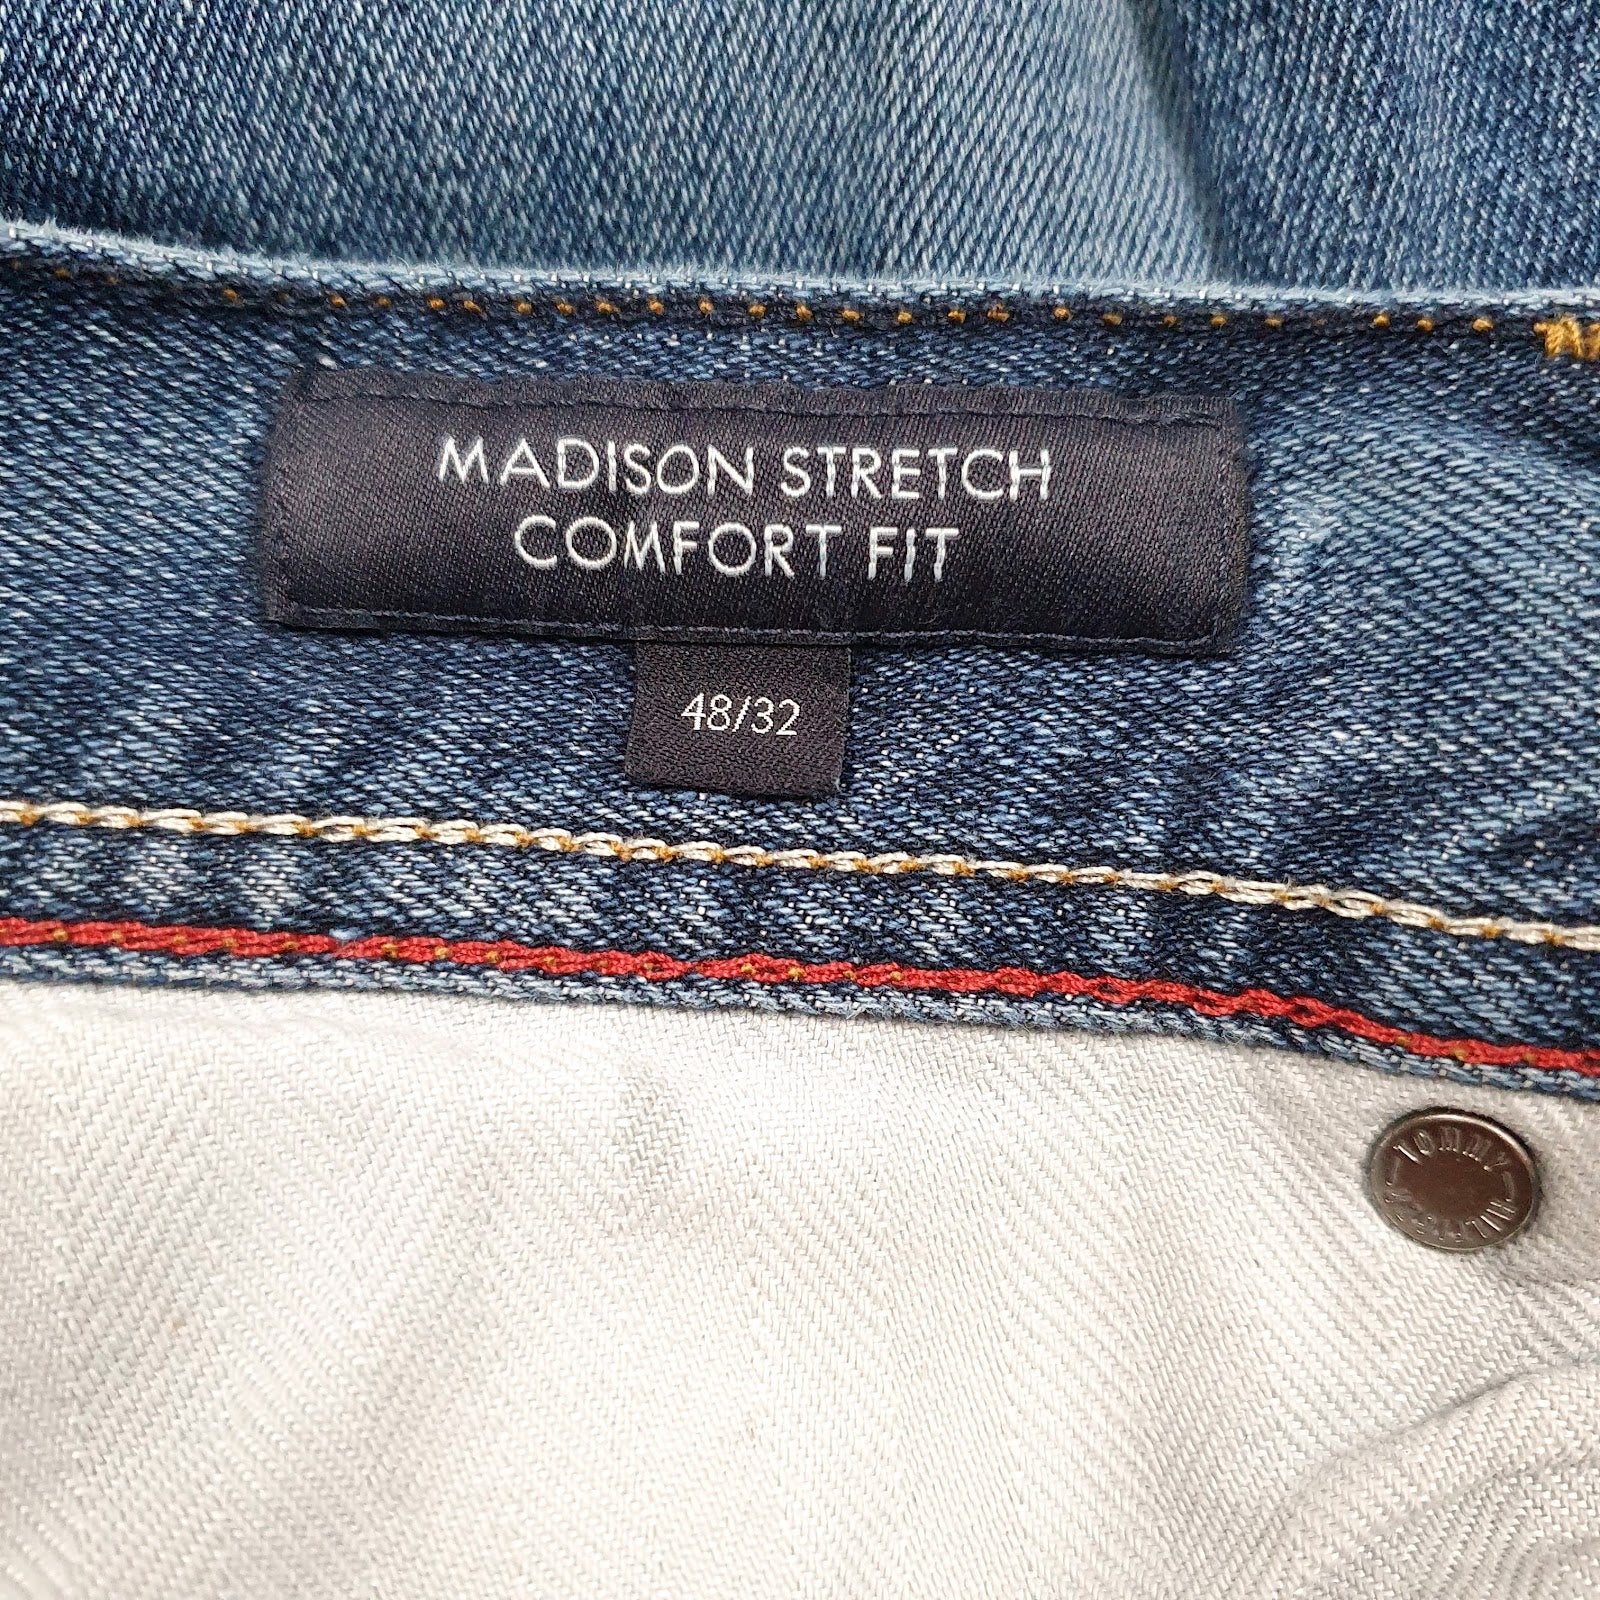 MADISON STRETCH
COMFORT FIT
48/32
TOMMY
HILFIGER